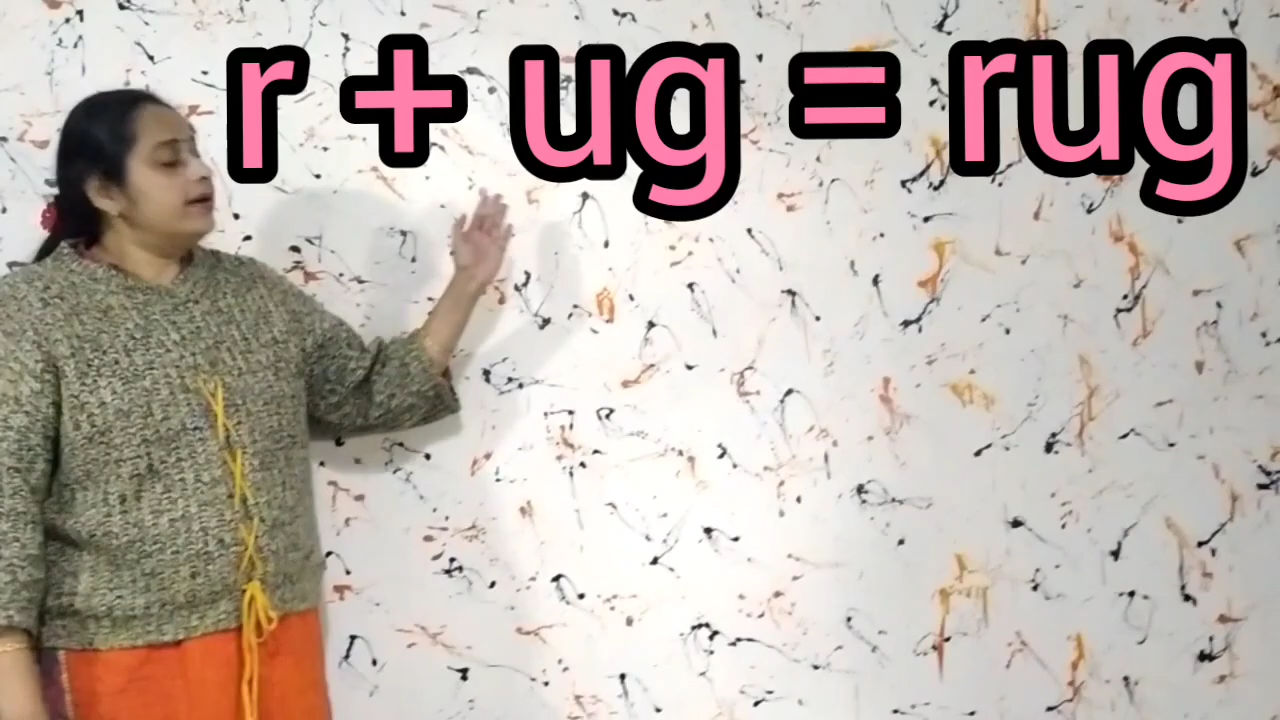 r + ug = rug